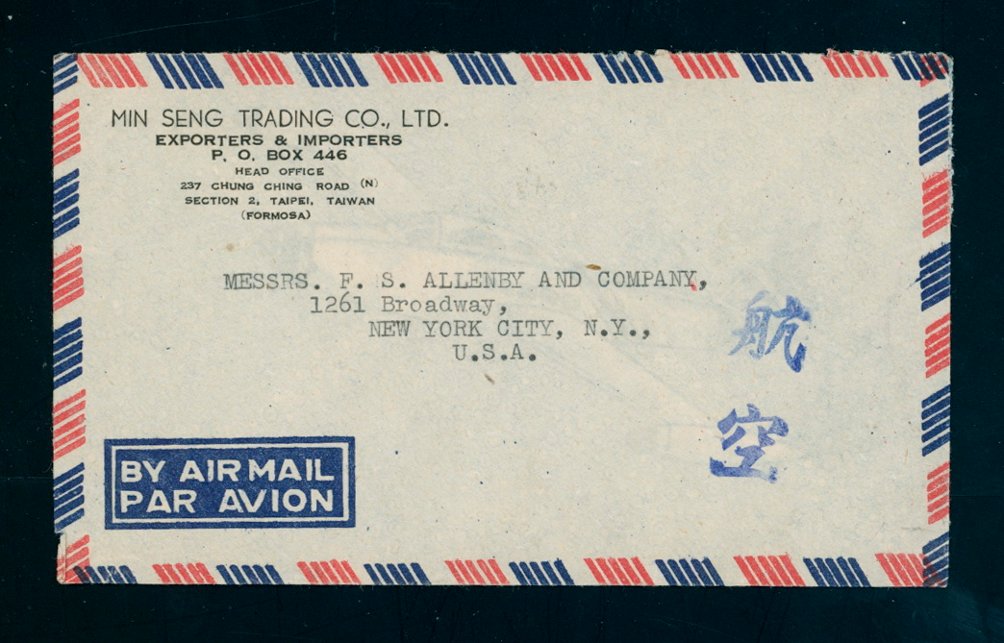 MIN SENG TRADING CO., LTD.
EXPORTERS & IMPORTERS
P. O. BOX 446
HEAD OFFICE
237 CHUNG CHING ROAD (N)
SECTION 2, TAIPEI, TAIWAN
(FORMOSA)
MESSRS. F. S. ALLENBY AND COMPANY,
1261 Broadway,
NEW YORK CITY, N.Y.,
U.S.A.
航
空
BY AIR MAIL
PAR AVION